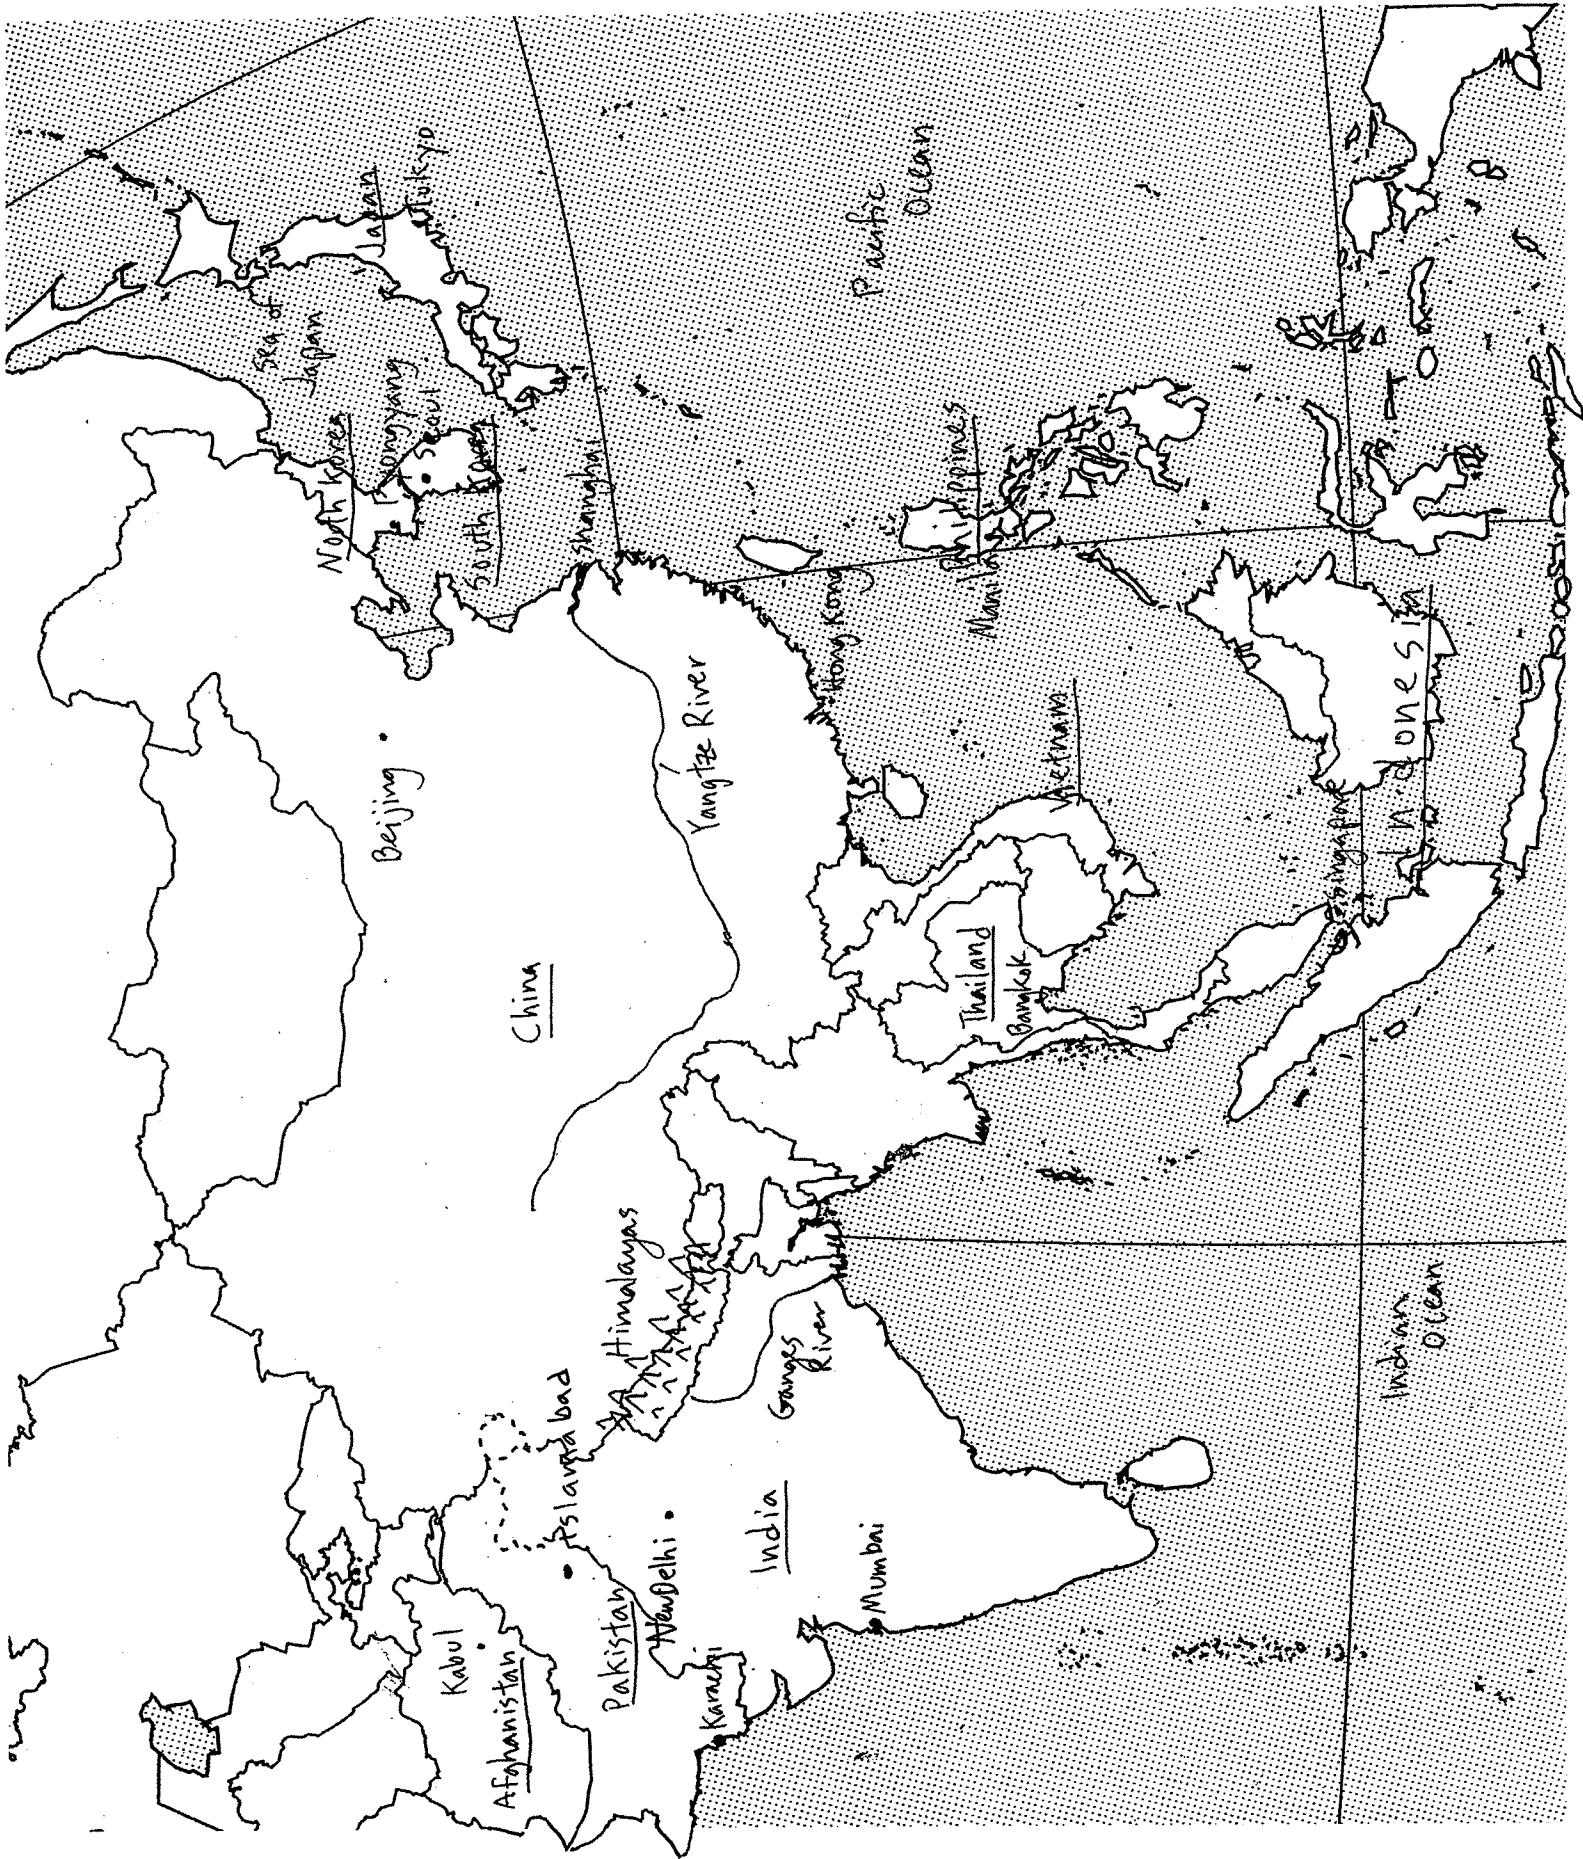 Sea of
Japan
Japan
Tokyo
North Korea
Pyongyang
Seoul
South Korea
Shanghai
Beijing
Yangtze River
China
Hong Kong
Pacific
Ocean
Philippines
Manila
Vietnam
Thailand
Bangkok
Singapore
Indonesia
Himalayas
Ganges
River
Islamabad
Kabul
Afghanistan
Pakistan
New Delhi
Karachi
India
Mumbai
Indian
Ocean